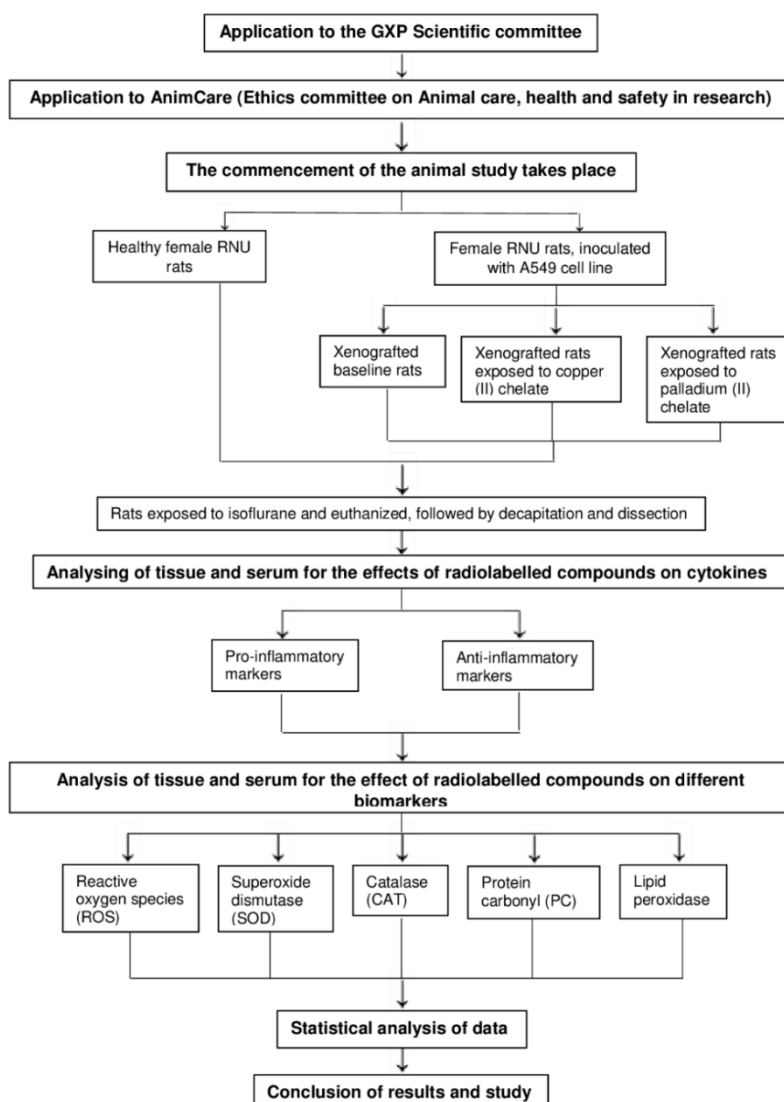 Application to the GXP Scientific committee
Application to AnimCare (Ethics committee on Animal care, health and safety in research)
The commencement of the animal study takes place
Healthy female RNU
rats
Female RNU rats, inoculated
with A549 cell line
Xenografted
baseline rats
Xenografted rats
exposed to copper
(II) chelate
Xenografted rats
exposed to
palladium (II)
chelate
Rats exposed to isoflurane and euthanized, followed by decapitation and dissection
Analysing of tissue and serum for the effects of radiolabelled compounds on cytokines
Pro-inflammatory
markers
Anti-inflammatory
markers
Analysis of tissue and serum for the effect of radiolabelled compounds on different
biomarkers
Reactive
oxygen species
(ROS)
Superoxide
dismutase
(SOD)
Catalase
(CAT)
Protein
carbonyl (PC)
Lipid
peroxidase
Statistical analysis of data
Conclusion of results and study